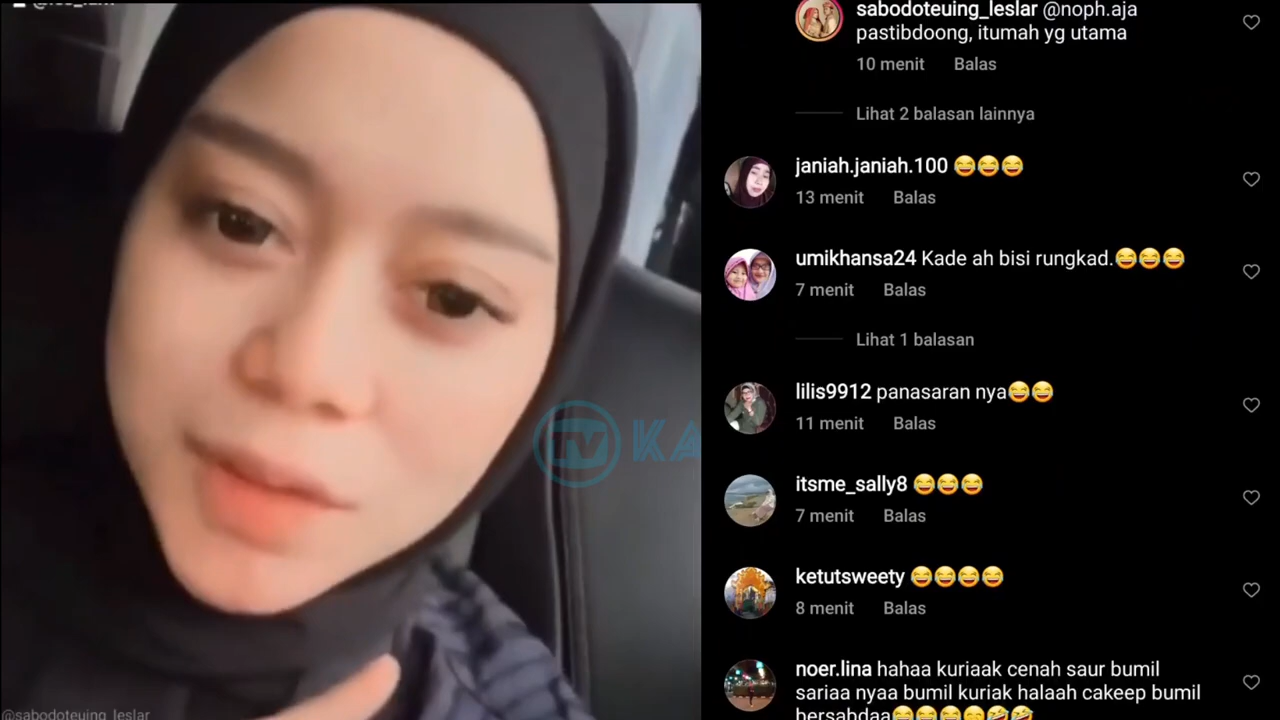 sabodoteuing_leslar @noph.aja
pastibdoong, itumah yg utama
10 menit Balas
Lihat 2 balasan lainnya
janiah.janiah.100 😂😂😂
13 menit Balas
umikhansa24 Kade ah bisi rungkad.😂😂😂
7 menit Balas
Lihat 1 balasan
lilis9912 panasaran nya😂😂
11 menit Balas
itsme_sally8 😂😂😂
7 menit Balas
ketutsweety 😂😂😂😂
8 menit Balas
noer.lina hahaa kuriaak cenah saur bumil
sariaa nyaa bumil kuriak halaah cakeep bumil
bersabdaa😂😂😂😁🤣🤣
TV KA
@sabodoteuing_leslar